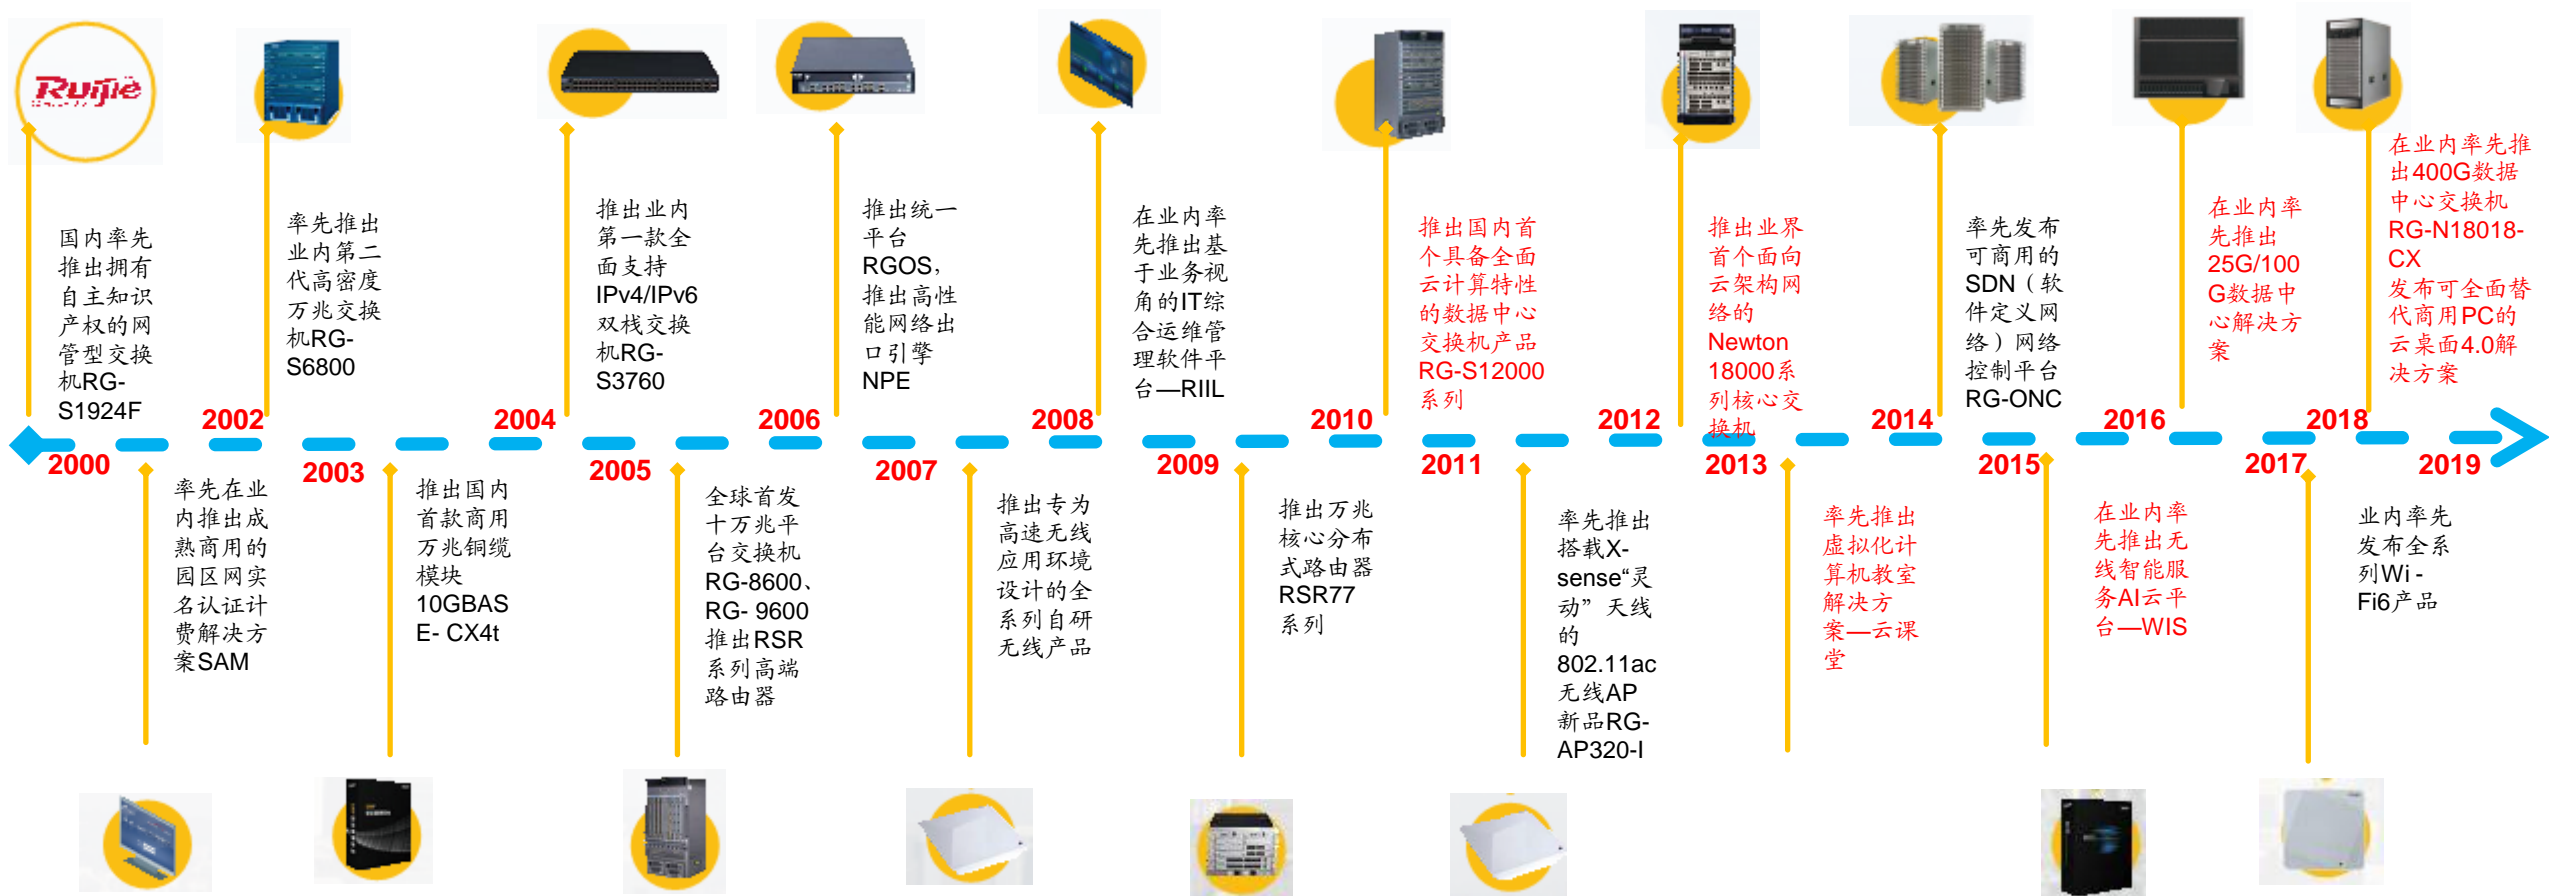 Ruijie
国内率先
推出拥有
自主知识
产权的网
管型交换
机RG-
S1924F
2000
率先在业
内推出成
熟商用的
园区网实
名认证计
费解决方
案SAM
2002
率先推出
业内第二
代高密度
万兆交换
机RG-
S6800
2003
推出国内
首款商用
万兆铜缆
模块
10GBAS
E- CX4t
2004
推出业内
第一款全
面支持
IPv4/IPv6
双栈交换
机RG-
S3760
2005
全球首发
十万兆平
台交换机
RG-8600、
RG- 9600
推出RSR
系列高端
路由器
2006
推出统一
平台
RGOS，
推出高性
能网络出
口引擎
NPE
2007
推出专为
高速无线
应用环境
设计的全
系列自研
无线产品
2008
在业内率
先推出基
于业务视
角的IT综
合运维管
理软件平
台—RIIL
2009
推出万兆
核心分布
式路由器
RSR77
系列
2010
推出国内首
个具备全面
云计算特性
的数据中心
交换机产品
RG-S12000
系列
2011
率先推出
搭载X-
sense“灵
动”天线
的
802.11ac
无线AP
新品RG-
AP320-I
2012
推出业界
首个面向
云架构网
络的
Newton
18000系
列核心交
换机
2013
率先推出
虚拟化计
算机教室
解决方
案—云课
堂
2014
率先发布
可商用的
SDN（软
件定义网
络）网络
控制平台
RG-ONC
2015
在业内率
先推出无
线智能服
务AI云平
台—WIS
2016
在业内率
先推出
25G/100
G数据中
心解决方
案
2017
业内率先
发布全系
列Wi -
Fi6产品
2018
在业内率先推
出400G数据
中心交换机
RG-N18018-
CX
发布可全面替
代商用PC的
云桌面4.0解
决方案
2019